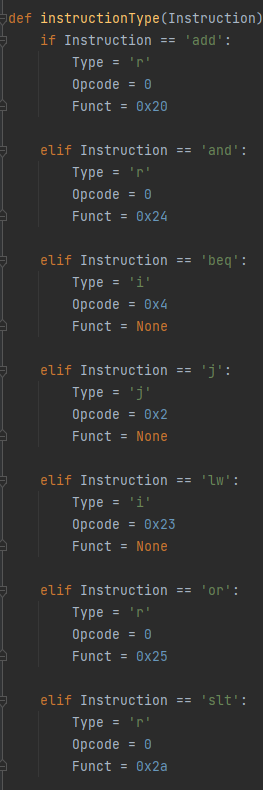 def instructionType(Instruction)
    if Instruction == 'add':
        Type = 'r'
        Opcode = 0
        Funct = 0x20

    elif Instruction == 'and':
        Type = 'r'
        Opcode = 0
        Funct = 0x24

    elif Instruction == 'beq':
        Type = 'i'
        Opcode = 0x4
        Funct = None

    elif Instruction == 'j':
        Type = 'j'
        Opcode = 0x2
        Funct = None

    elif Instruction == 'lw':
        Type = 'i'
        Opcode = 0x23
        Funct = None

    elif Instruction == 'or':
        Type = 'r'
        Opcode = 0
        Funct = 0x25

    elif Instruction == 'slt':
        Type = 'r'
        Opcode = 0
        Funct = 0x2a